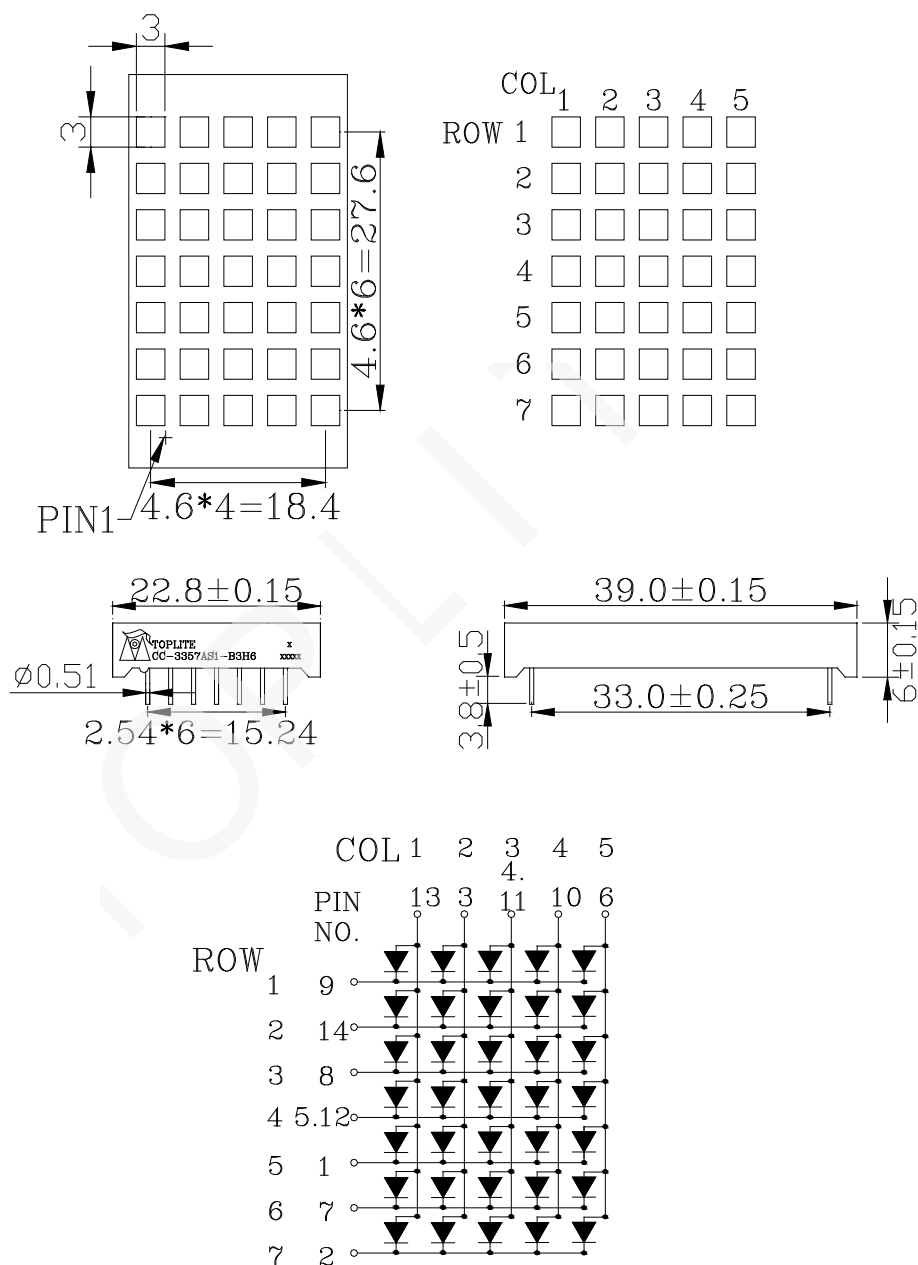 3
3
4.6*6=27.6
4.6*4=18.4
PIN1
COL 1 2 3 4 5
ROW 1
2
3
4
5
6
7
22.8±0.15
TOPLITE X
CC-3357AS1-B3H6 XXXXX
Ø0.51
2.54*6=15.24
39.0±0.15
3.8±0.5
33.0±0.25
6±0.15
TOPLI
COL 1 2 3 4 5
4.
PIN 13 3 11 10 6
NO.
ROW
1 9
2 14
3 8
4 5.12
5 1
6 7
7 2